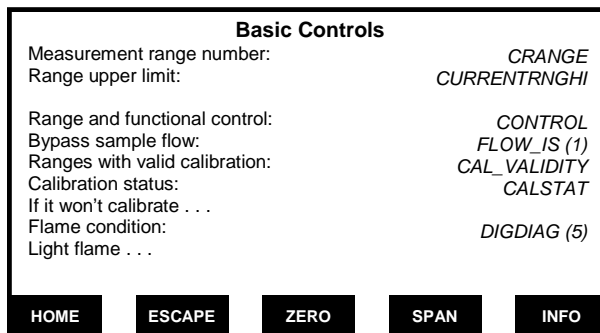 Basic Controls
Measurement range number: CRANGE
Range upper limit: CURRENTRNGHI
Range and functional control: CONTROL
Bypass sample flow: FLOW_IS (1)
Ranges with valid calibration: CAL_VALIDITY
Calibration status: CALSTAT
If it won't calibrate . . .
Flame condition: DIGDIAG (5)
Light flame . . .
HOME ESCAPE ZERO SPAN INFO